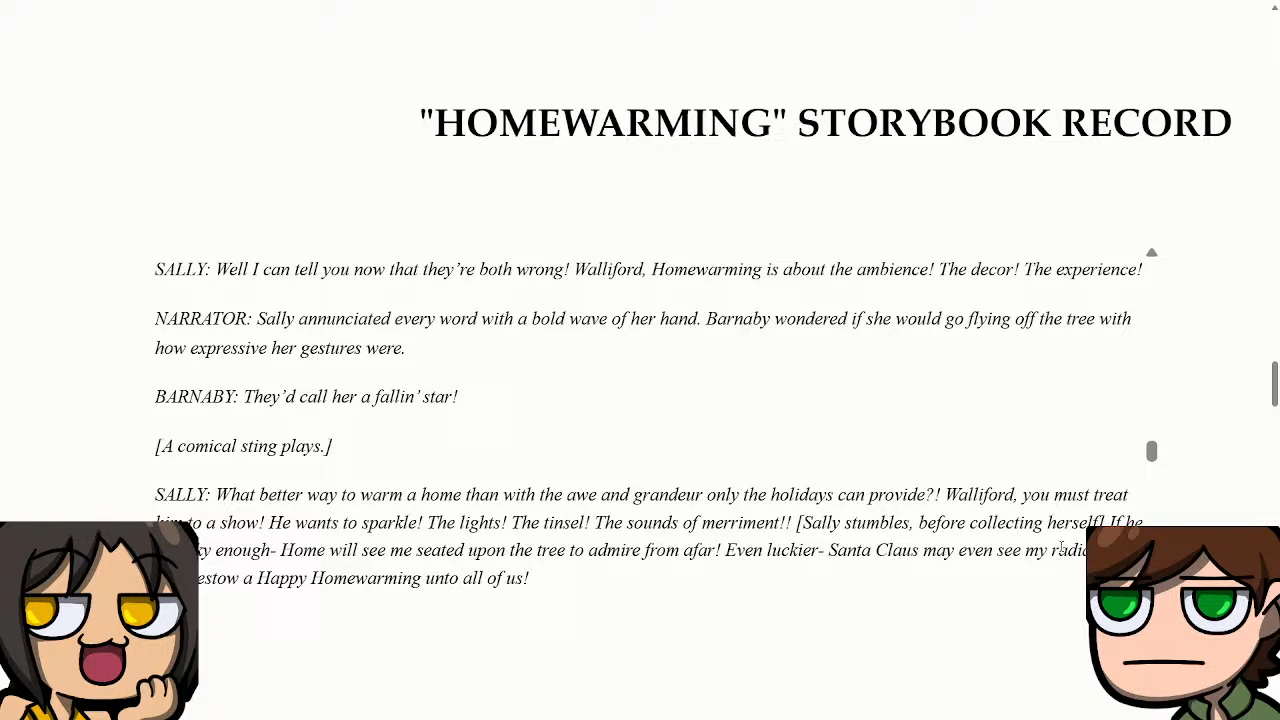 "HOMEWARMING" STORYBOOK RECORD
SALLY: Well I can tell you now that they’re both wrong! Walliford, Homewarming is about the ambience! The decor! The experience!
NARRATOR: Sally annunciated every word with a bold wave of her hand. Barnaby wondered if she would go flying off the tree with
how expressive her gestures were.
BARNABY: They’d call her a fallin’ star!
[A comical sting plays.]
SALLY: What better way to warm a home than with the awe and grandeur only the holidays can provide?! Walliford, you must treat
him to a show! He wants to sparkle! The lights! The tinsel! The sounds of merriment!! [Sally stumbles, before collecting herself] If he
enough- Home will see me seated upon the tree to admire from afar! Even luckier- Santa Claus may even see my
a Happy Homewarming unto all of us!